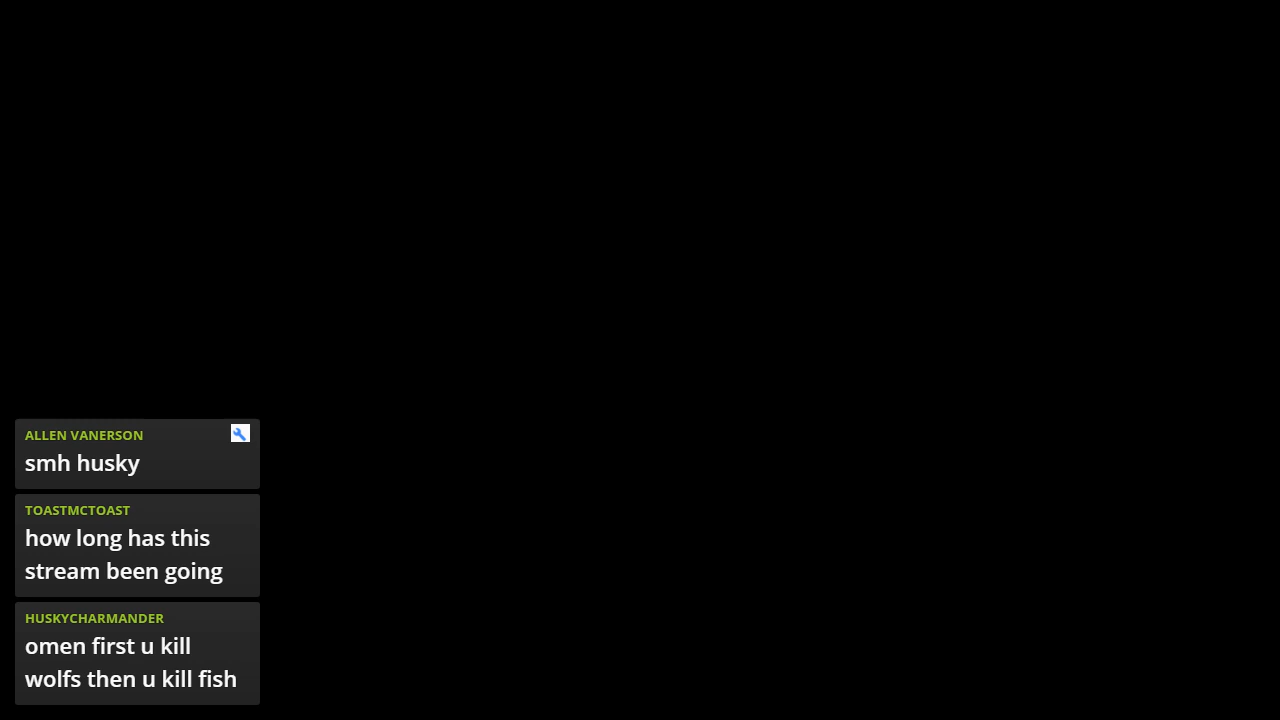 ALLEN VANERSON
smh husky
TOASTMCTOAST
how long has this
stream been going
HUSKYCHARMANDER
omen first u kill
wolfs then u kill fish